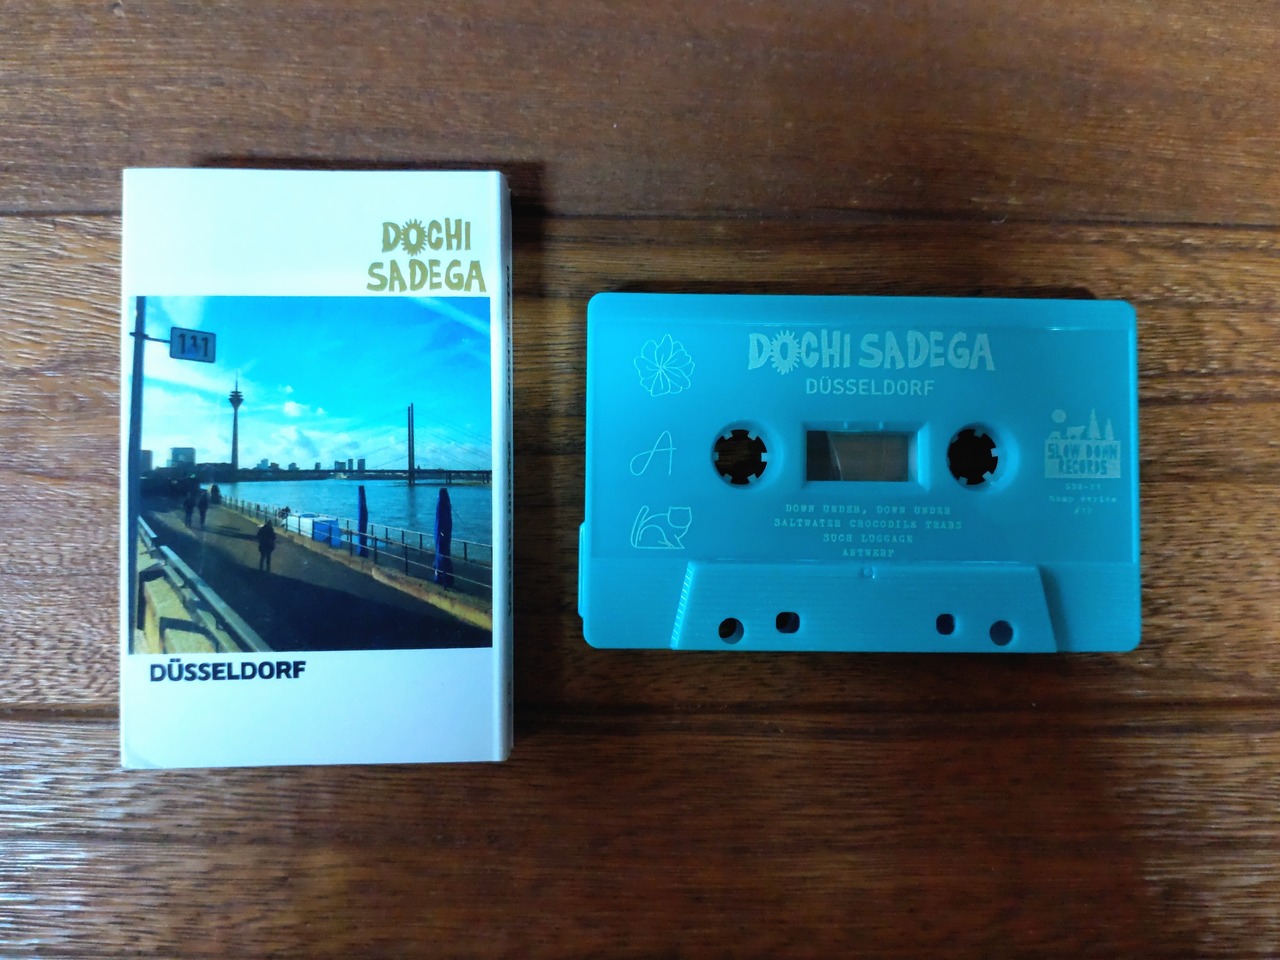 DOCHI
SADEGA
DÜSSELDORF
DOCHI SADEGA
DÜSSELDORF
A
SLOW DOWN
RECORDS
DOWN UNDER, DOWN UNDER
SALTWATER CROCODILE TEARS
SUCH LUGGAGE
ANTWERP